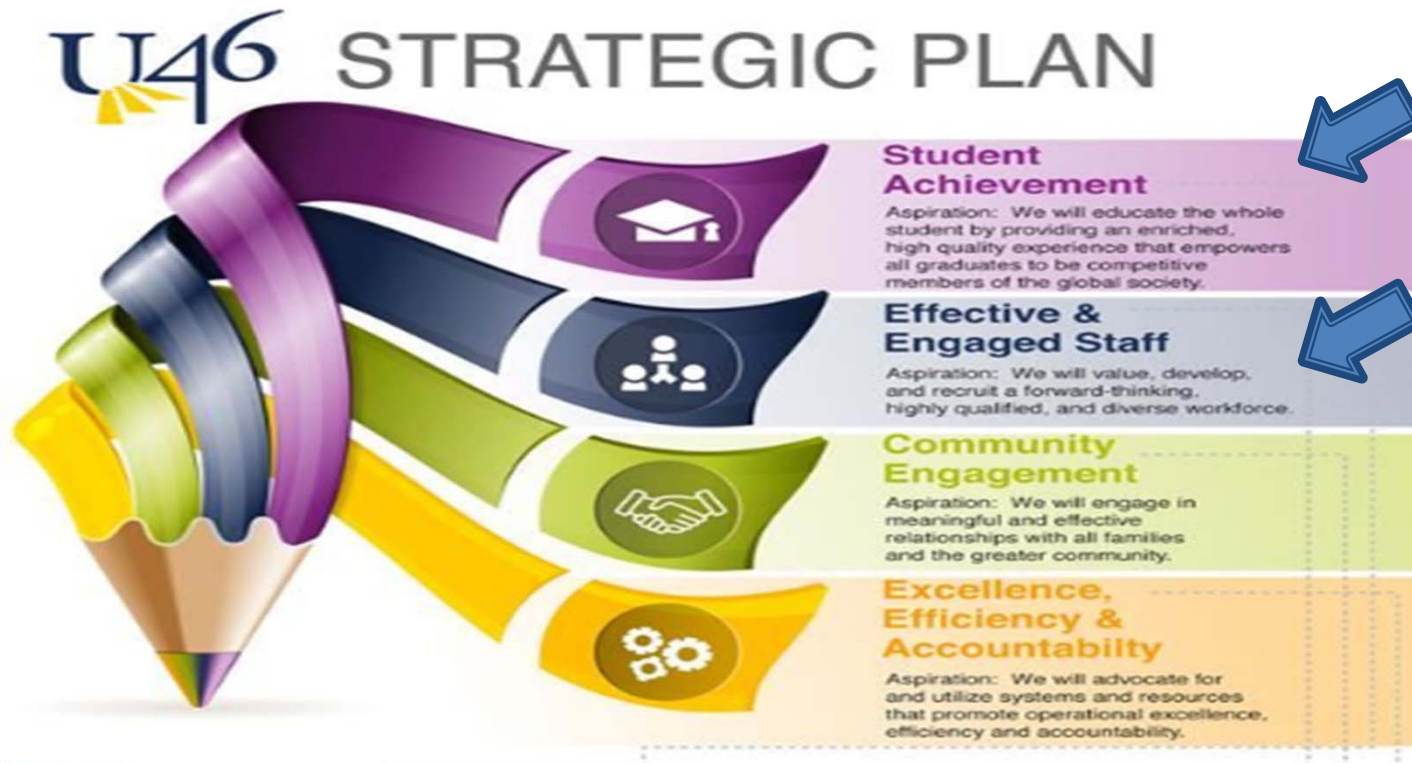 U46 STRATEGIC PLAN
Student
Achievement
Aspiration: We will educate the whole
student by providing an enriched,
high quality experience that empowers
all graduates to be competitive
members of the global society.
Effective &
Engaged Staff
Aspiration: We will value, develop,
and recruit a forward-thinking,
highly qualified, and diverse workforce.
Community
Engagement
Aspiration: We will engage in
meaningful and effective
relationships with all families
and the greater community.
Excellence,
Efficiency &
Accountabilty
Aspiration: We will advocate for
and utilize systems and resources
that promote operational excellence,
efficiency and accountability.